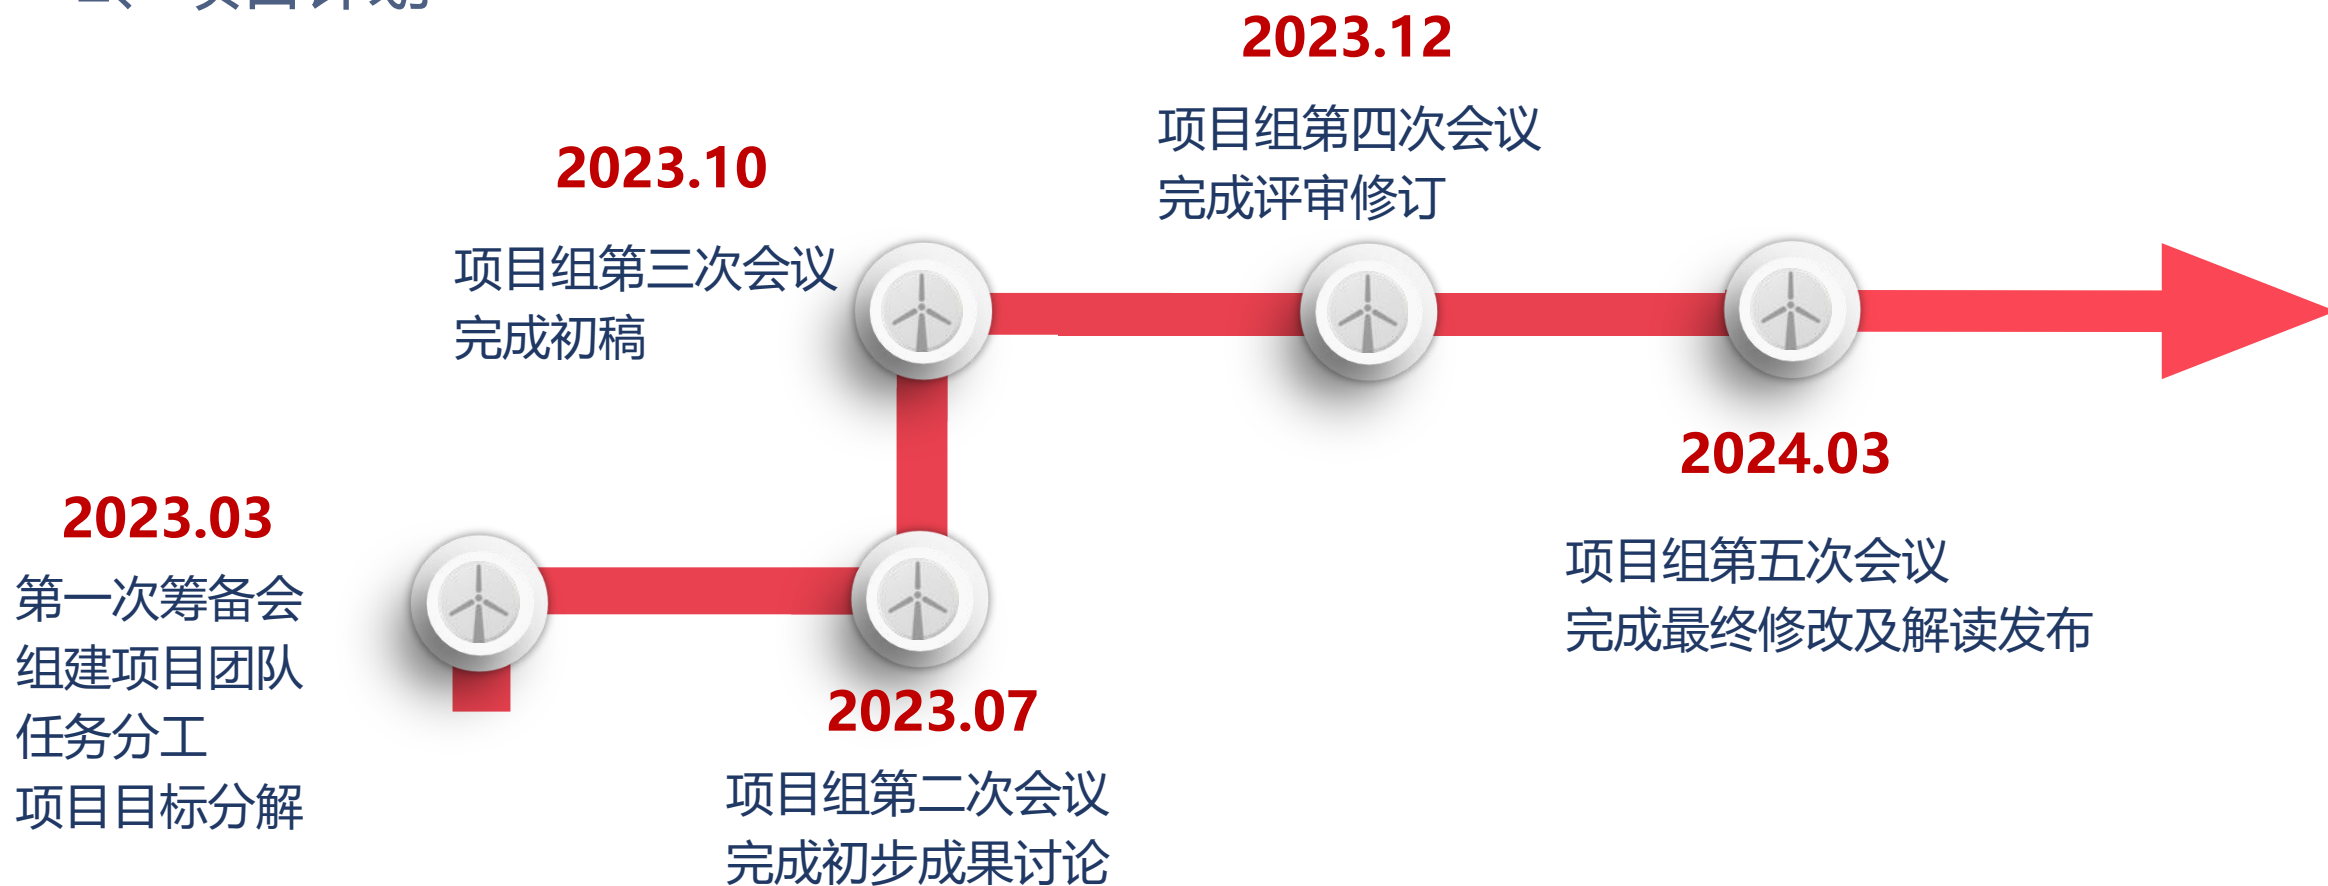 项目计划
2023.03
第一次筹备会
组建项目团队
任务分工
项目目标分解
2023.07
项目组第二次会议
完成初步成果讨论
2023.10
项目组第三次会议
完成初稿
2023.12
项目组第四次会议
完成评审修订
2024.03
项目组第五次会议
完成最终修改及解读发布